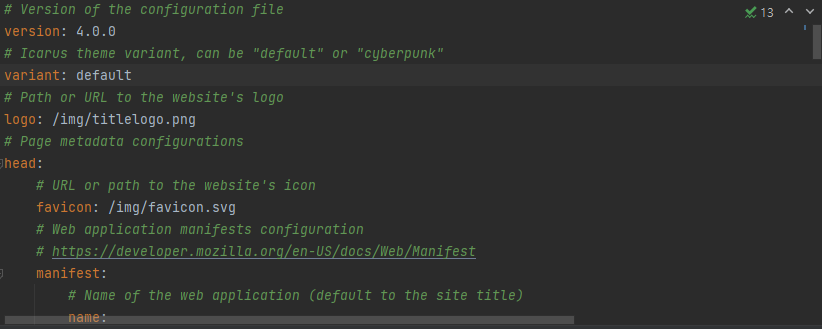 # Version of the configuration file
13
version: 4.0.0
# Icarus theme variant, can be "default" or "cyberpunk"
variant: default
# Path or URL to the website's logo
logo: /img/titlelogo.png
# Page metadata configurations
head:
# URL or path to the website's icon
favicon: /img/favicon.svg
# Web application manifests configuration
# https://developer.mozilla.org/en-US/docs/Web/Manifest
manifest:
# Name of the web application (default to the site title)
name: